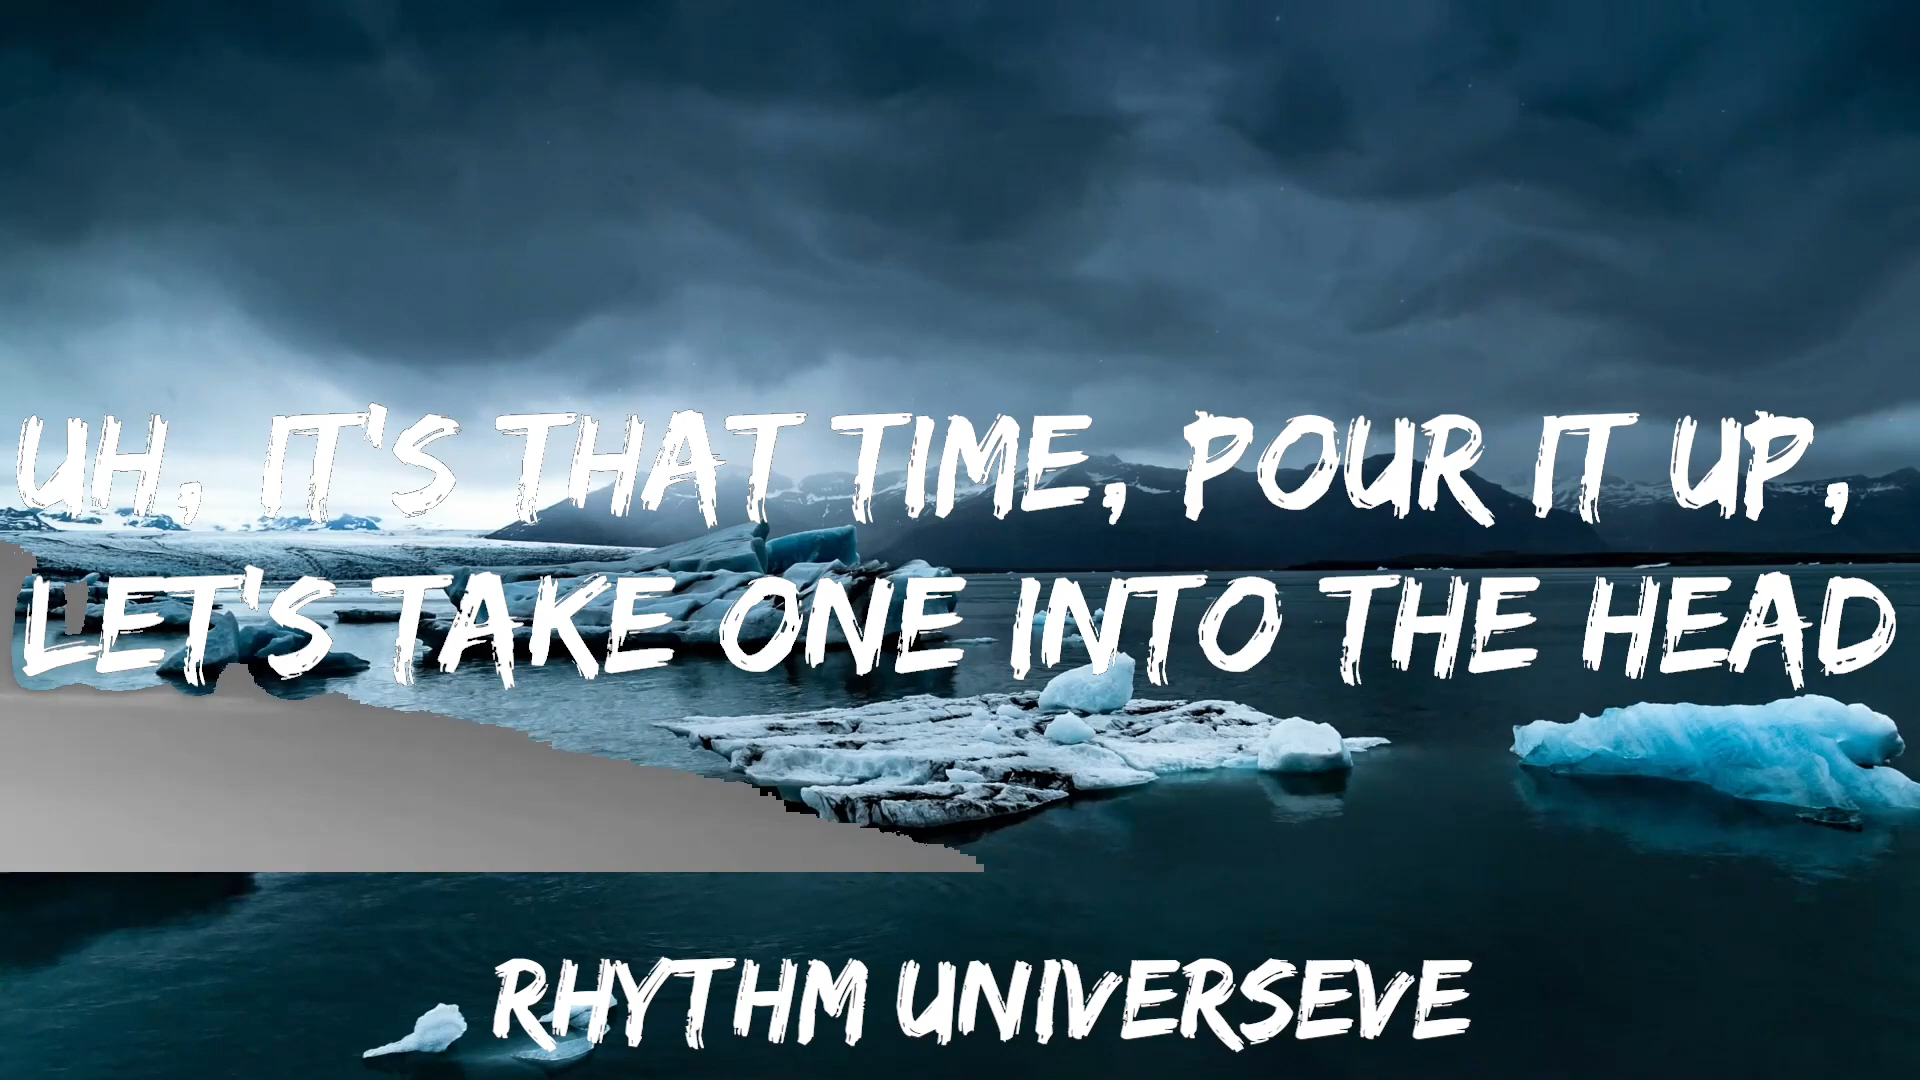 UH, IT'S THAT TIME, POUR IT UP,
LET'S TAKE ONE INTO THE HEAD
RHYTHM UNIVERSEVE